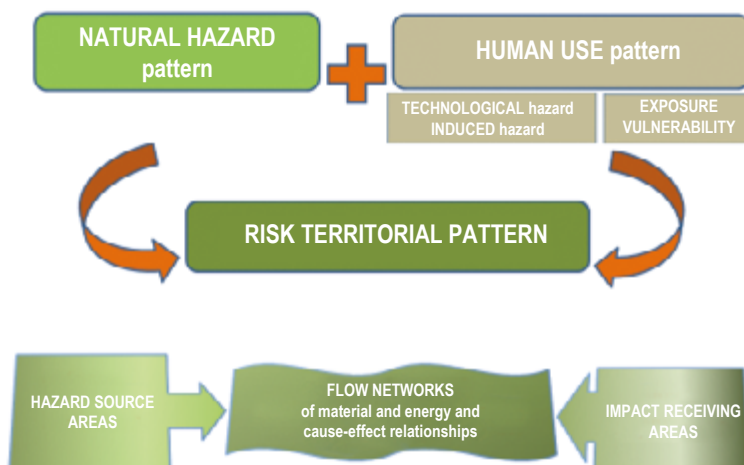 NATURAL HAZARD
pattern
HUMAN USE pattern
TECHNOLOGICAL hazard
INDUCED hazard
EXPOSURE
VULNERABILITY
RISK TERRITORIAL PATTERN
HAZARD SOURCE
AREAS
FLOW NETWORKS
of material and energy and
cause-effect relationships
IMPACT RECEIVING
AREAS